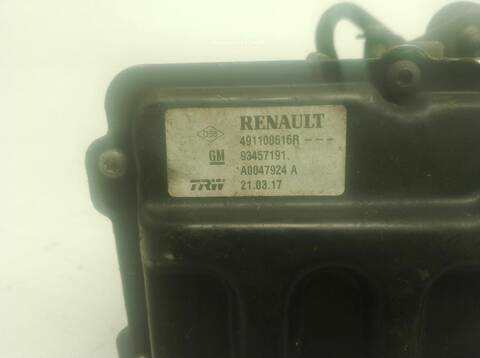 RENAULT
491108616R---
GM 93457191.
A0047924 A
TRW 21.03.17